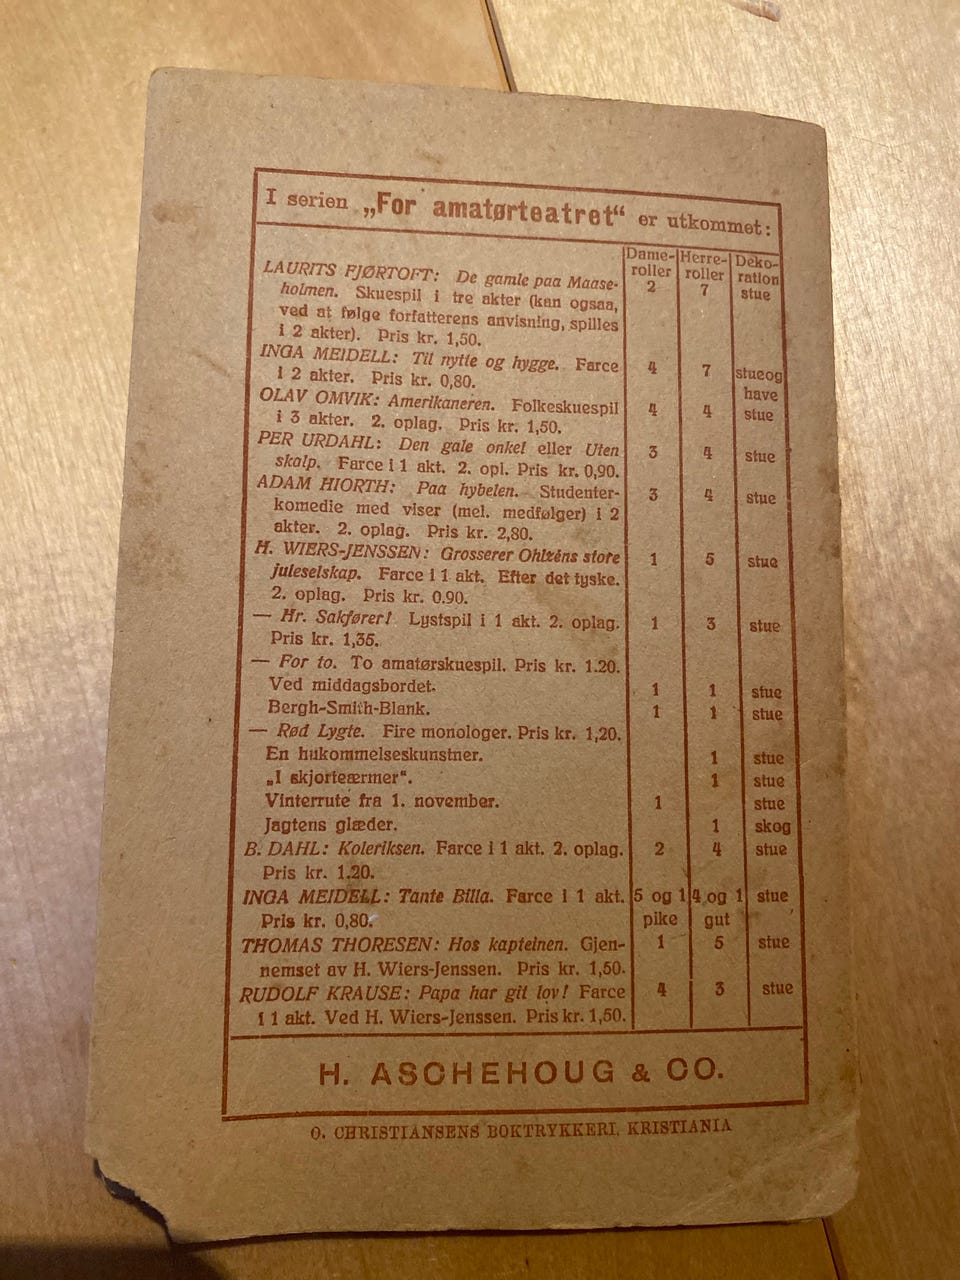 I serien „For amatørteatret“ er utkommet:
Dame-roller Herre-roller Deko-ration
LAURITS FJØRTOFT: De gamle paa Maase- 2 7 stue
holmen. Skuespil i tre akter (kan ogsaa,
ved at følge forfatterens anvisning, spilles
i 2 akter). Pris kr. 1,50.
INGA MEIDELL: Til nytte og hygge. Farce 4 7 stue og
i 2 akter. Pris kr. 0,80. have
OLAV OMVIK: Amerikaneren. Folkeskuespil 4 4 stue
i 3 akter. 2. oplag. Pris kr. 1,50.
PER URDAHL: Den gale onkel eller Uten 3 4 stue
skalp. Farce i 1 akt. 2. opl. Pris kr. 0,90.
ADAM HIORTH: Paa hybelen. Studenter- 3 4 stue
komedie med viser (mel. medfølger) i 2
akter. 2. oplag. Pris kr. 2,80.
H. WIERS-JENSSEN: Grosserer Ohlzéns store 1 5 stue
juleselskap. Farce i 1 akt. Efter det tyske.
2. oplag. Pris kr. 0.90.
— Hr. Sakfører! Lystspil i 1 akt. 2. oplag. 1 3 stue
Pris kr. 1,35.
— For to. To amatørskuespil. Pris kr. 1.20.
Ved middagsbordet. 1 1 stue
Bergh-Smith-Blank. 1 1 stue
— Rød Lygte. Fire monologer. Pris kr. 1,20.
En hukommelseskunstner. 1 stue
„I skjorteærmer“. 1 stue
Vinterrute fra 1. november. 1 stue
Jagtens glæder. 1 skog
B. DAHL: Koleriksen. Farce i 1 akt. 2. oplag. 2 4 stue
Pris kr. 1.20.
INGA MEIDELL: Tante Billa. Farce i 1 akt. 5 og 1 4 og 1 stue
Pris kr. 0,80. pike gut
THOMAS THORESEN: Hos kapteinen. Gjen- 1 5 stue
nemset av H. Wiers-Jenssen. Pris kr. 1,50.
RUDOLF KRAUSE: Papa har git lov! Farce 4 3 stue
i 1 akt. Ved H. Wiers-Jenssen. Pris kr. 1,50.
H. ASCHEHOUG & CO.
O. CHRISTIANSENS BOKTRYKKERI, KRISTIANIA